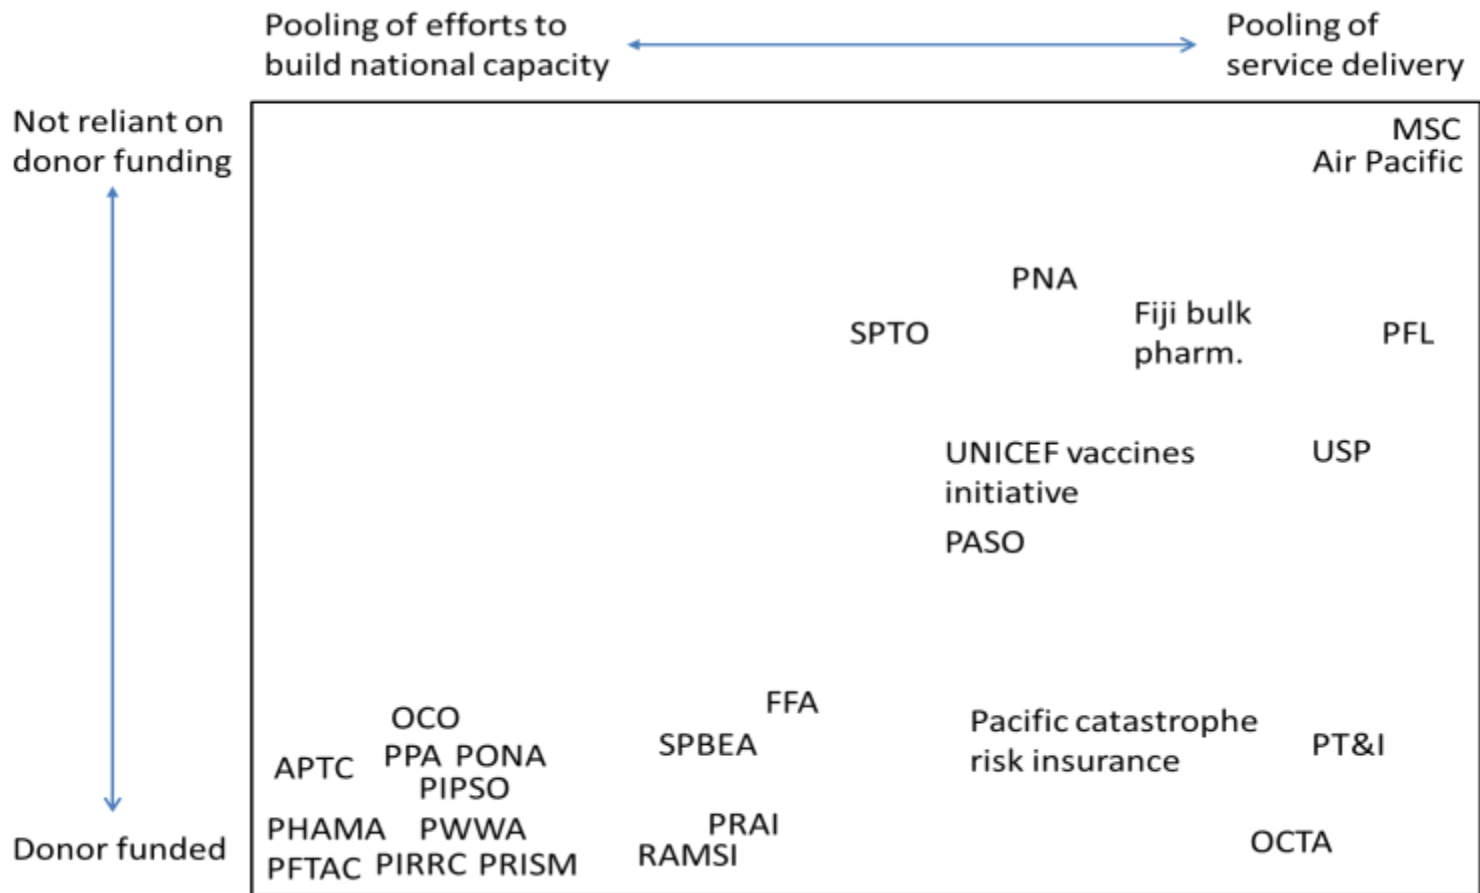 Pooling of efforts to
build national capacity
Pooling of
service delivery
Not reliant on
donor funding
MSC
Air Pacific
PNA
SPTO
Fiji bulk
pharm.
PFL
UNICEF vaccines
initiative
USP
PASO
FFA
OCO
SPBEA
Pacific catastrophe
risk insurance
PT&I
APTC
PPA PONA
PIPSO
PHAMA
PWWA
PRAI
Donor funded
PFTAC
PIRRC PRISM
RAMSI
OCTA